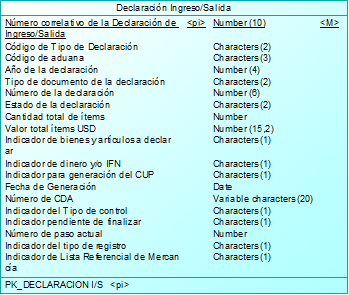 Declaración Ingreso/Salida
Número correlativo de la Declaración de Ingreso/Salida <pi> Number (10) <M>
Código de Tipo de Declaración Characters (2)
Código de aduana Characters (3)
Año de la declaración Number (4)
Tipo de documento de la declaración Characters (2)
Número de la declaración Number (6)
Estado de la declaración Characters (2)
Cantidad total de ítems Number
Valor total ítems USD Number (15,2)
Indicador de bienes y artículos a declarar Characters (1)
Indicador de dinero y/o IFN Characters (1)
Indicador para generación del CUP Characters (1)
Fecha de Generación Date
Número de CDA Variable characters (20)
Indicador del Tipo de control Characters (1)
Indicador pendiente de finalizar Characters (1)
Número de paso actual Number
Indicador del tipo de registro Characters (1)
Indicador de Lista Referencial de Mercancía Characters (1)
PK_DECLARACION I/S <pi>